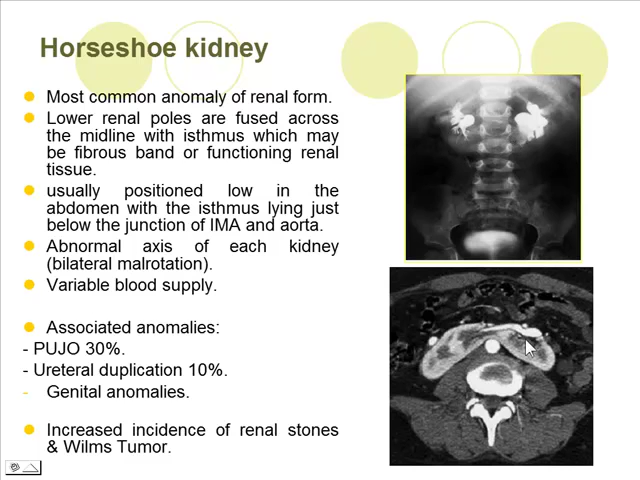 Horseshoe kidney
Most common anomaly of renal form.
Lower renal poles are fused across
the midline with isthmus which may
be fibrous band or functioning renal
tissue.
usually positioned low in the
abdomen with the isthmus lying just
below the junction of IMA and aorta.
Abnormal axis of each kidney
(bilateral malrotation).
Variable blood supply.
Associated anomalies:
- PUJO 30%.
- Ureteral duplication 10%.
- Genital anomalies.
Increased incidence of renal stones
& Wilms Tumor.